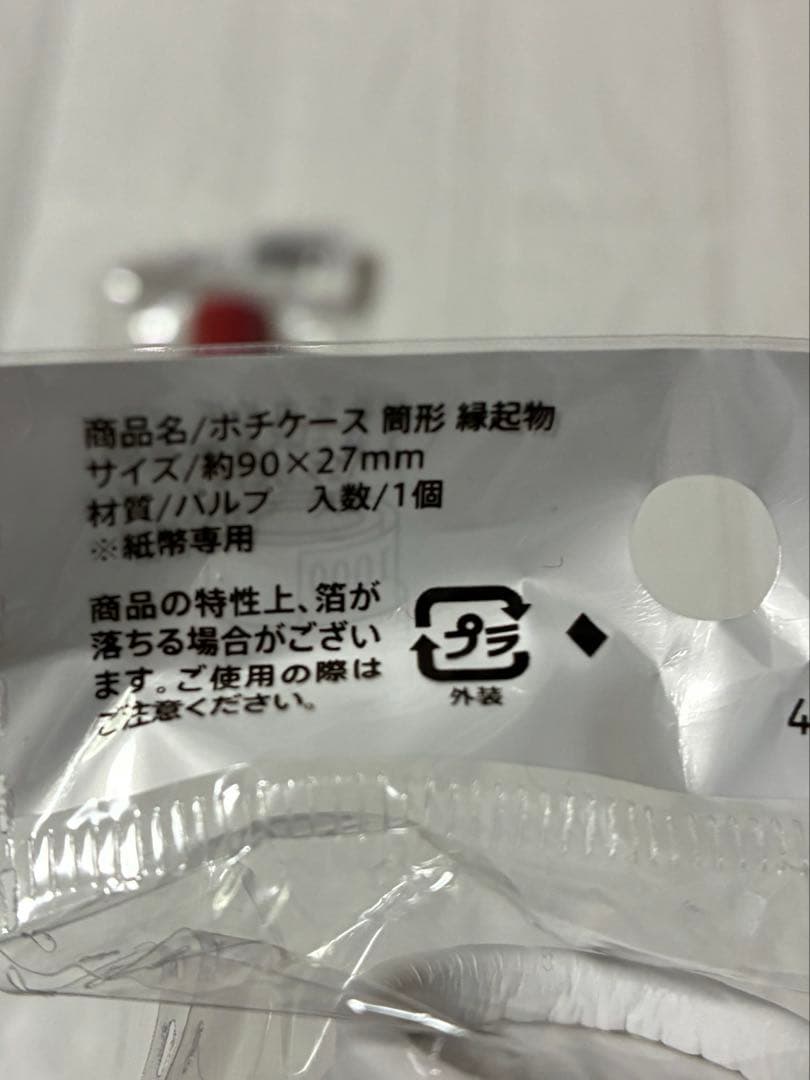 商品名/ポチケース 筒形 縁起物
サイズ/約90×27mm
材質/パルプ　入数/1個
※紙幣専用
商品の特性上、箔が
落ちる場合がござい
ます。ご使用の際は
ご注意ください。
プラ
外装
4
1000